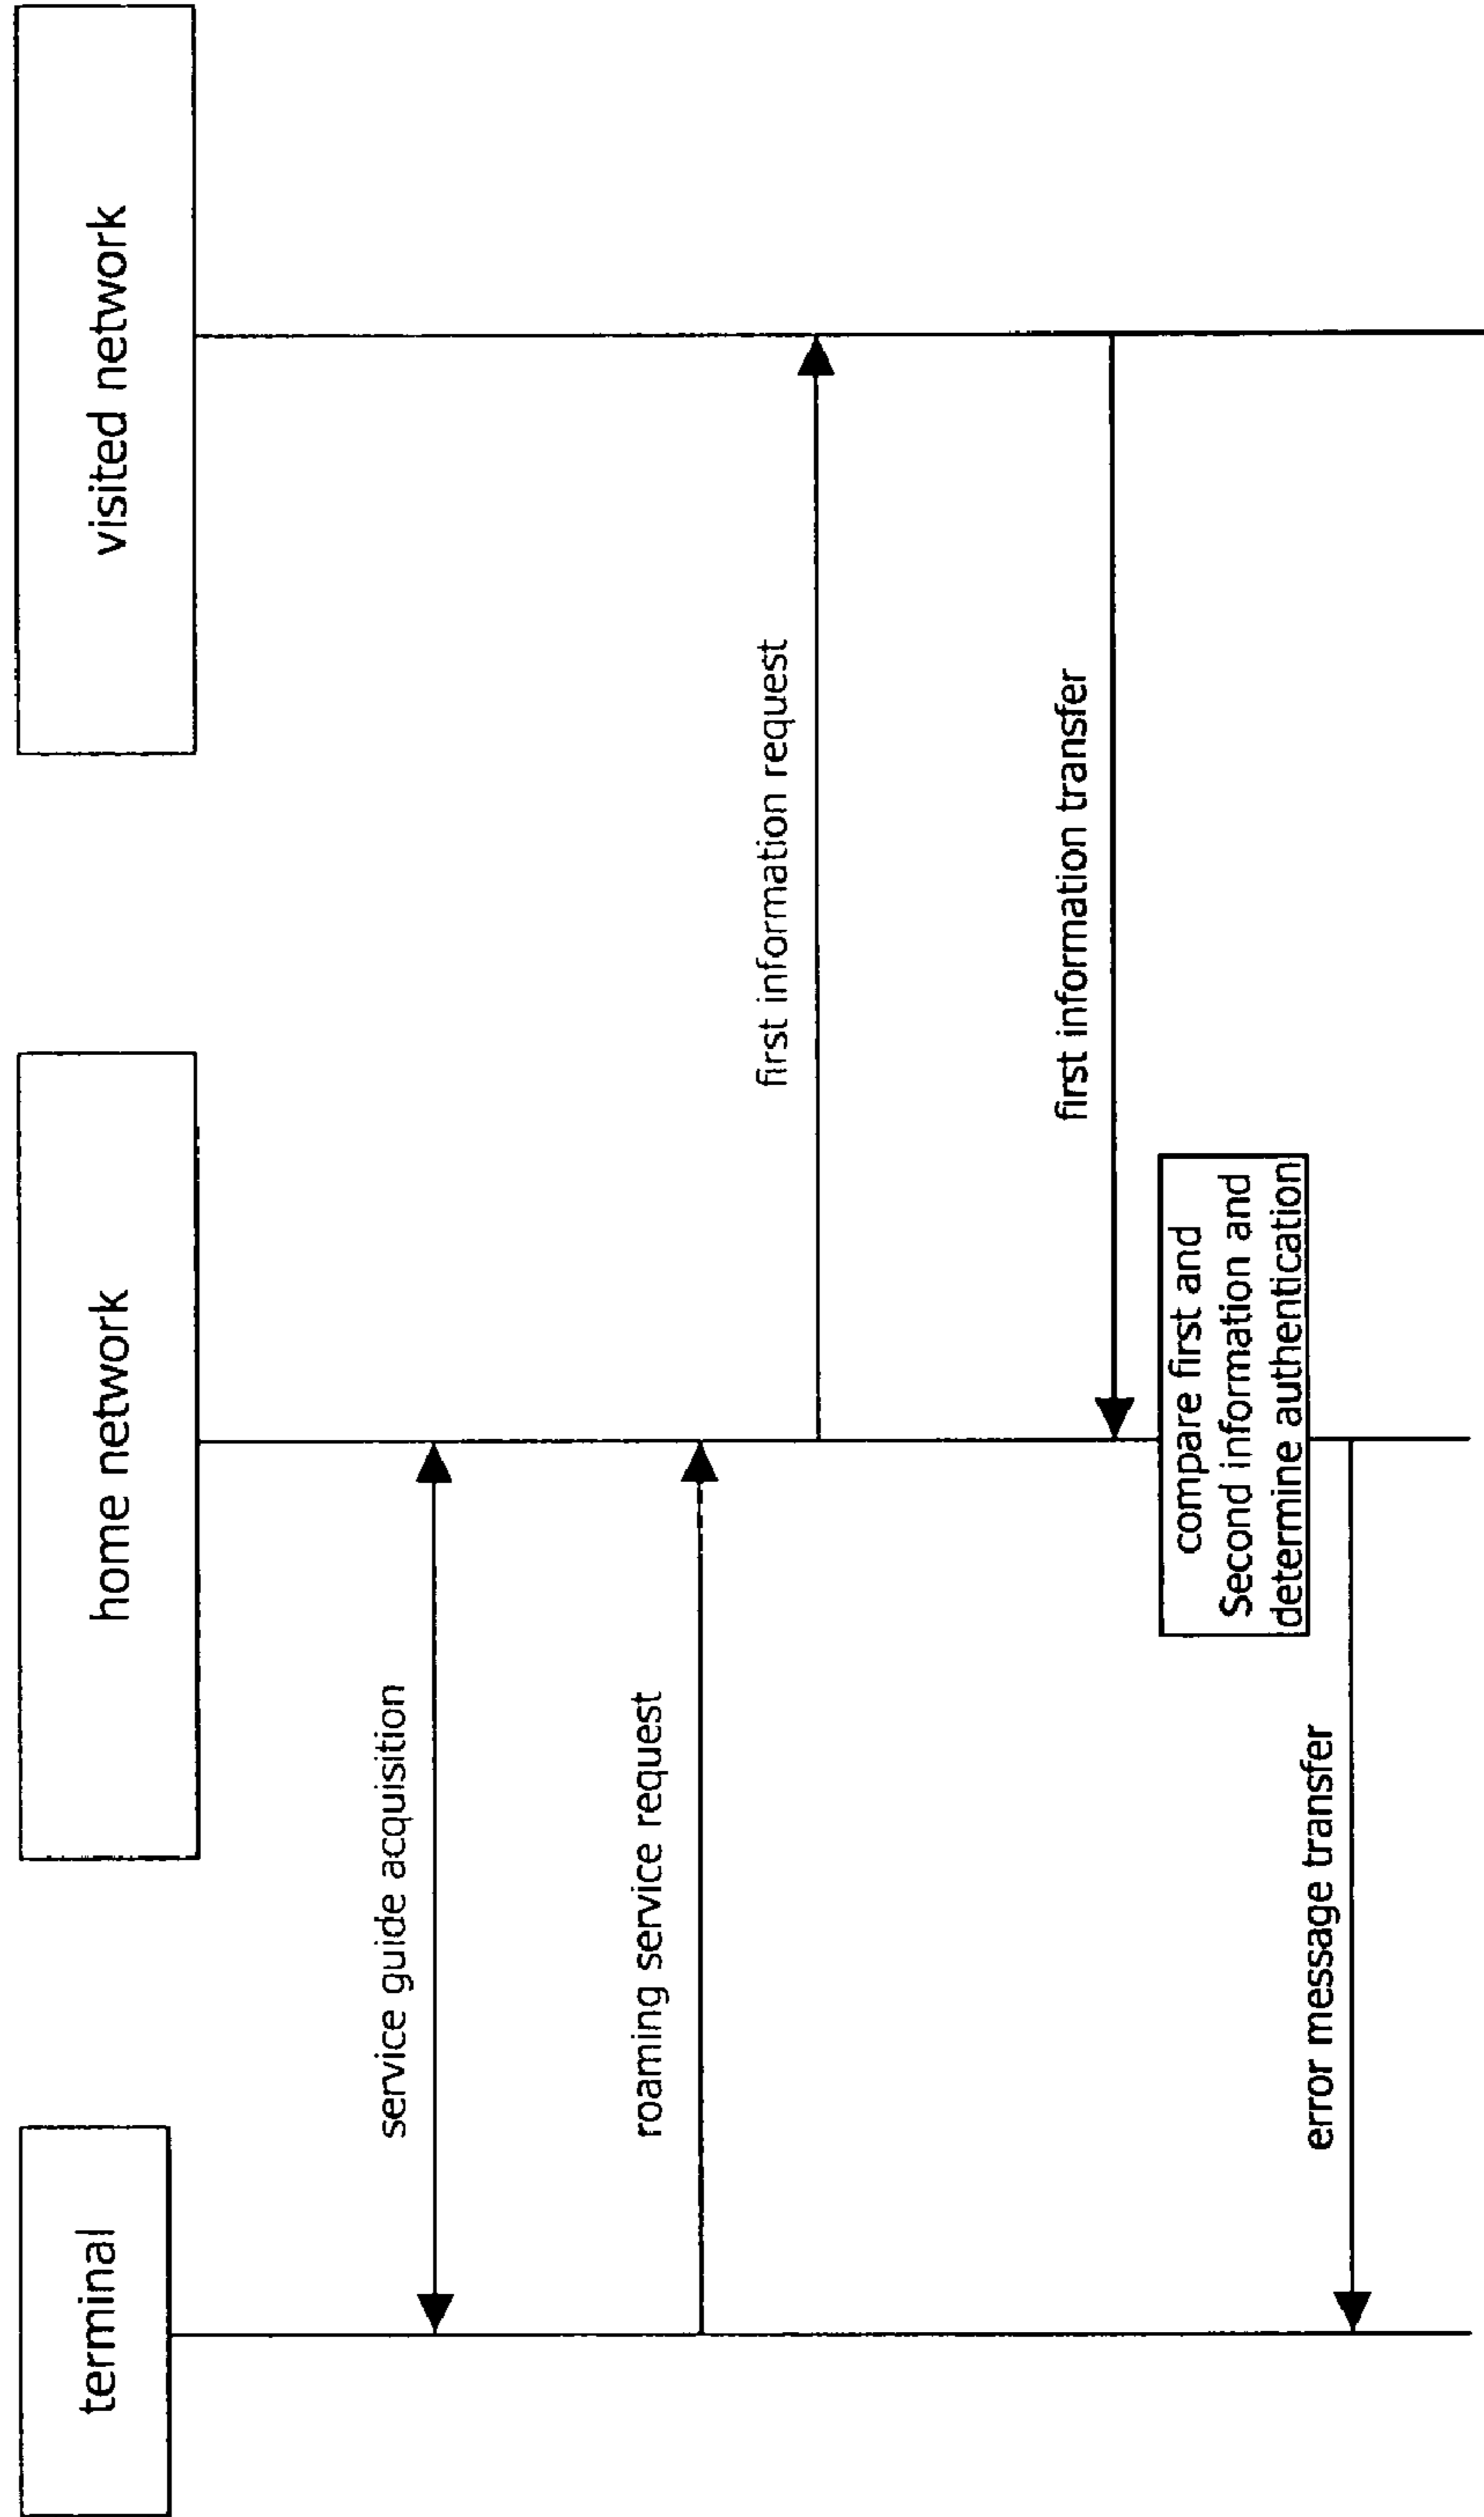 terminal
home network
visited network
service guide acquisition
roaming service request
first information request
first information transfer
compare first and
Second information and
determine authentication
error message transfer